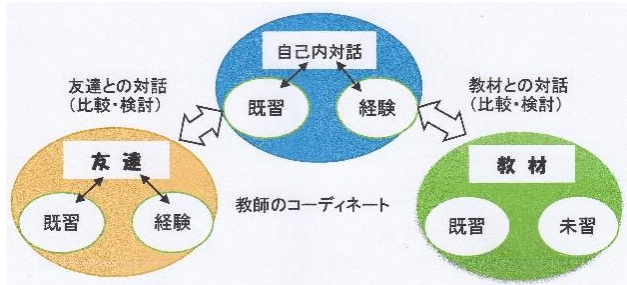 自己内対話
既習
経験
友達との対話
(比較・検討)
教材との対話
(比較・検討)
友達
既習
経験
教師のコーディネート
教材
既習
未習